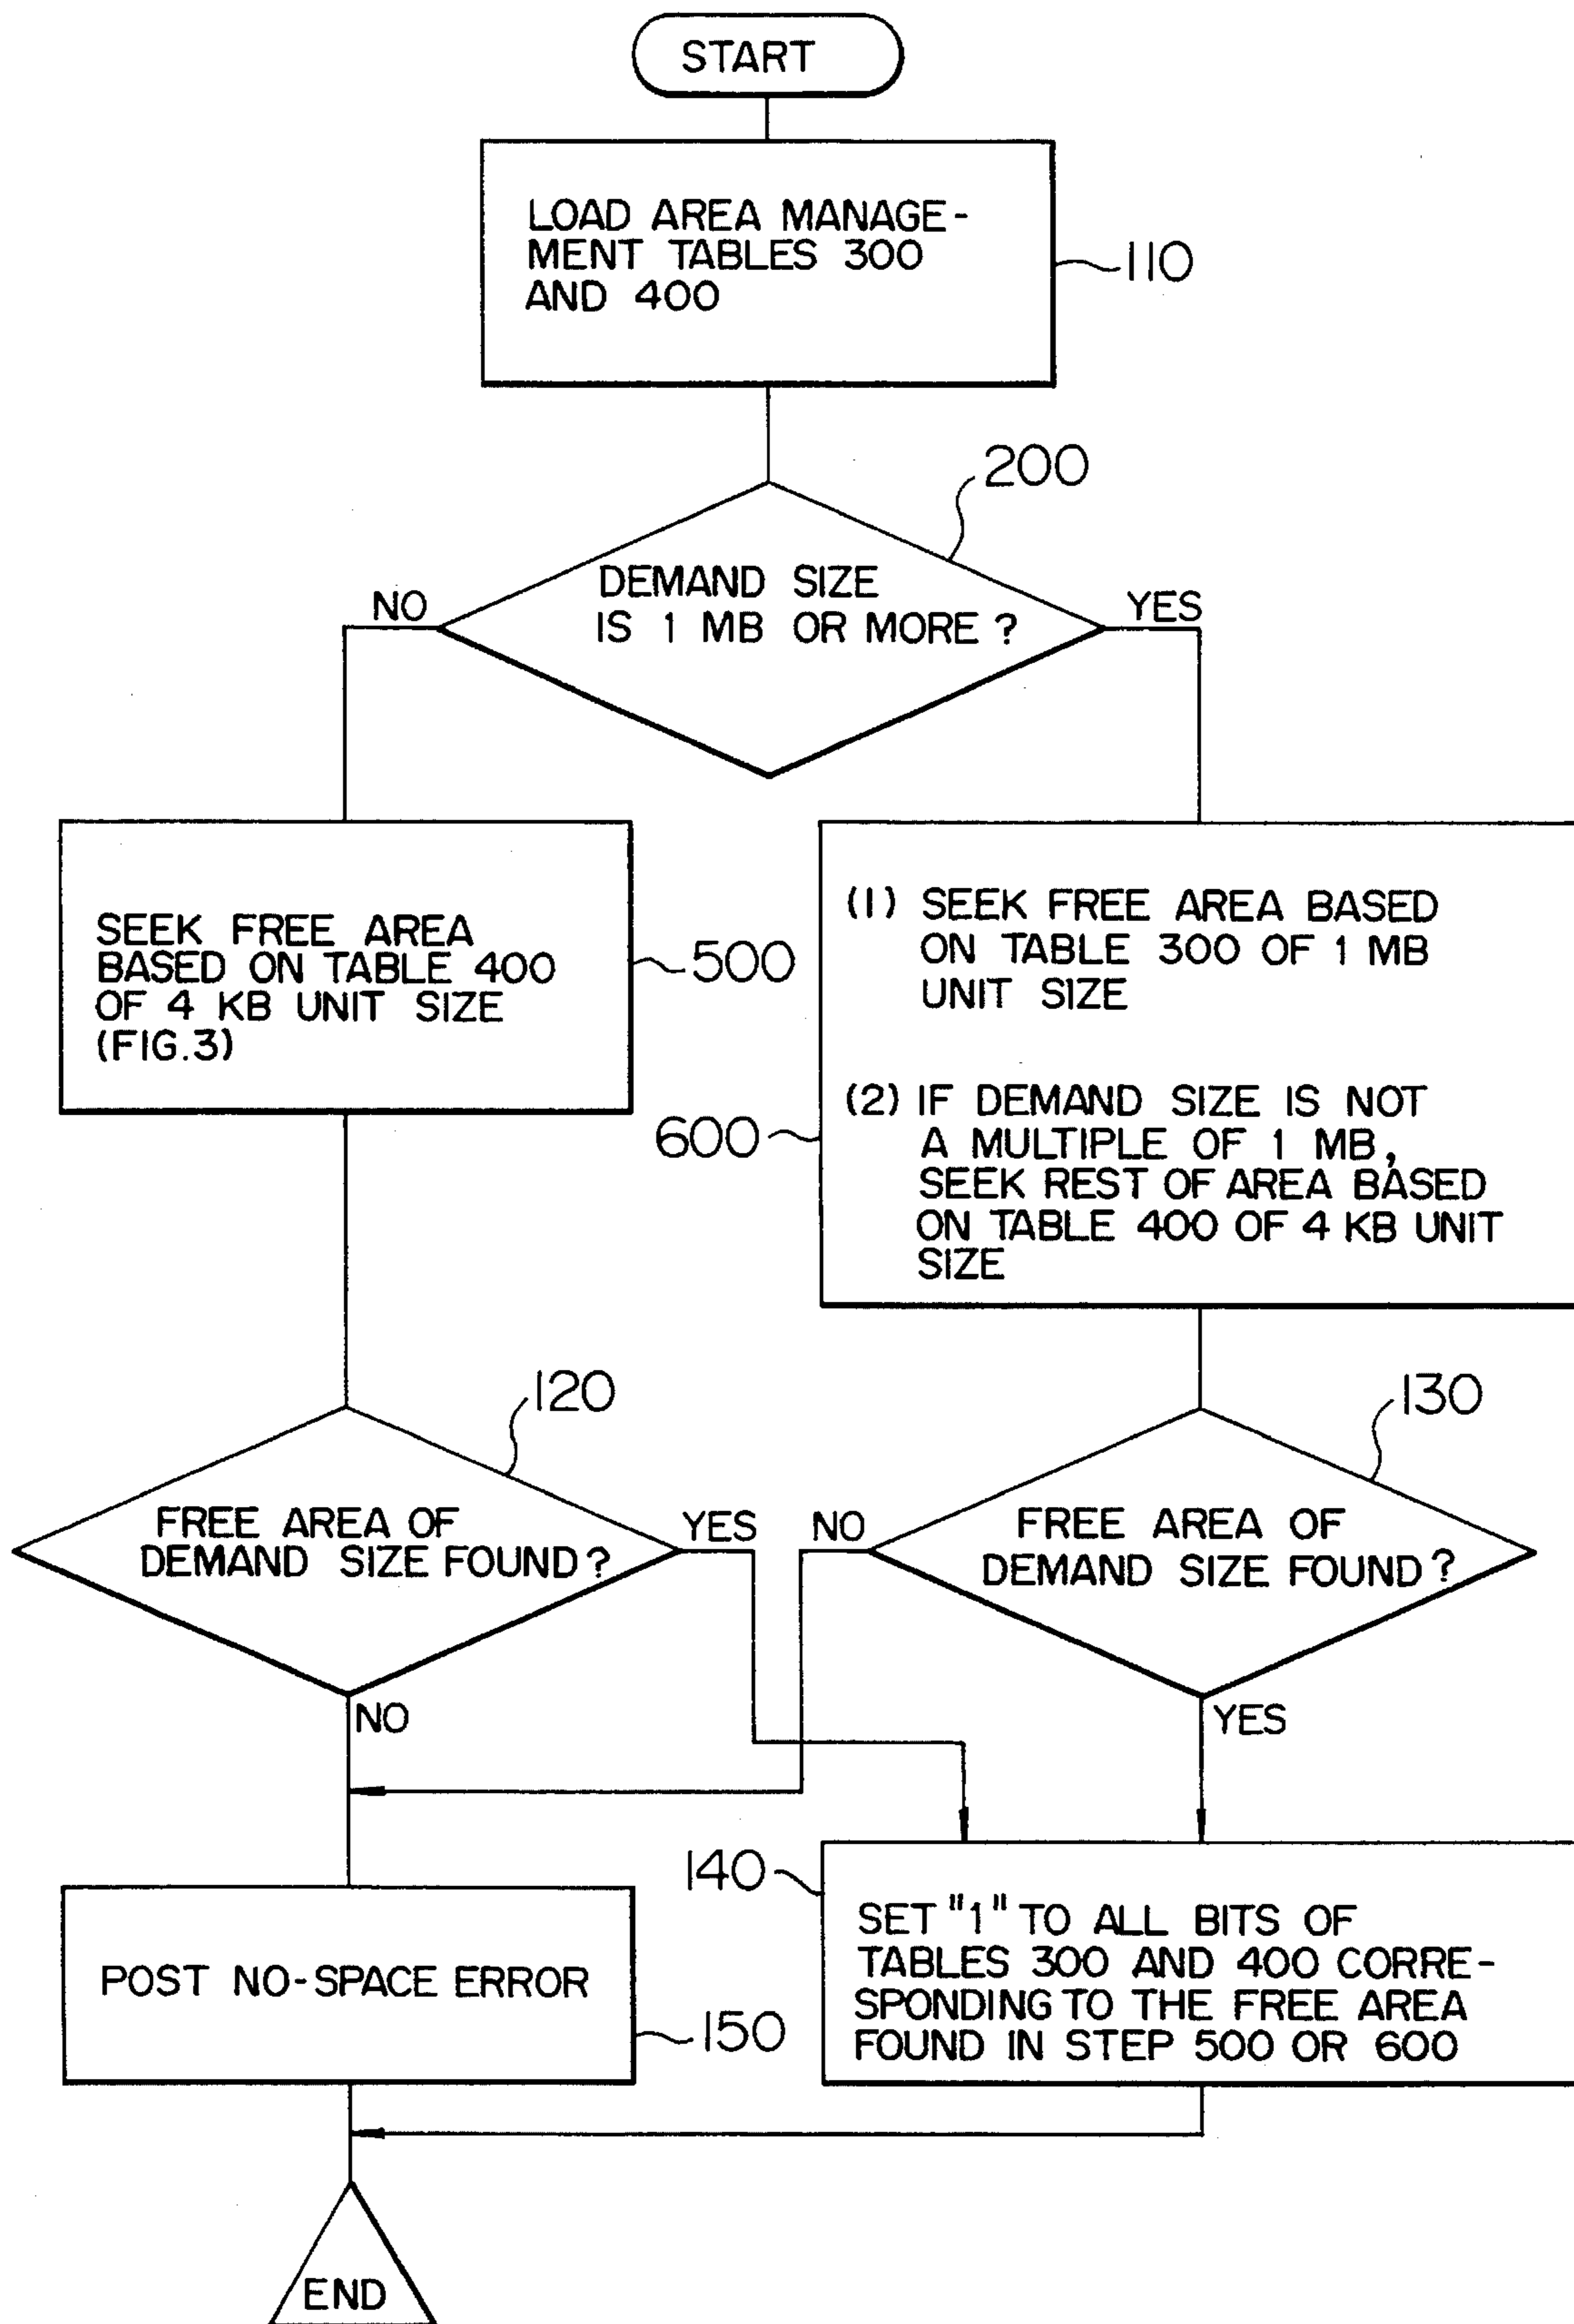 START
LOAD AREA MANAGE-
MENT TABLES 300
AND 400
110
200
DEMAND SIZE
IS 1 MB OR MORE ?
NO
YES
SEEK FREE AREA
BASED ON TABLE 400
OF 4 KB UNIT SIZE
(FIG.3)
500
(1) SEEK FREE AREA BASED
ON TABLE 300 OF 1 MB
UNIT SIZE
(2) IF DEMAND SIZE IS NOT
A MULTIPLE OF 1 MB,
SEEK REST OF AREA BASED
ON TABLE 400 OF 4 KB UNIT
SIZE
600
120
130
FREE AREA OF
DEMAND SIZE FOUND ?
YES
NO
NO
FREE AREA OF
DEMAND SIZE FOUND ?
YES
140
POST NO-SPACE ERROR
150
SET "1" TO ALL BITS OF
TABLES 300 AND 400 CORRE-
SPONDING TO THE FREE AREA
FOUND IN STEP 500 OR 600
END